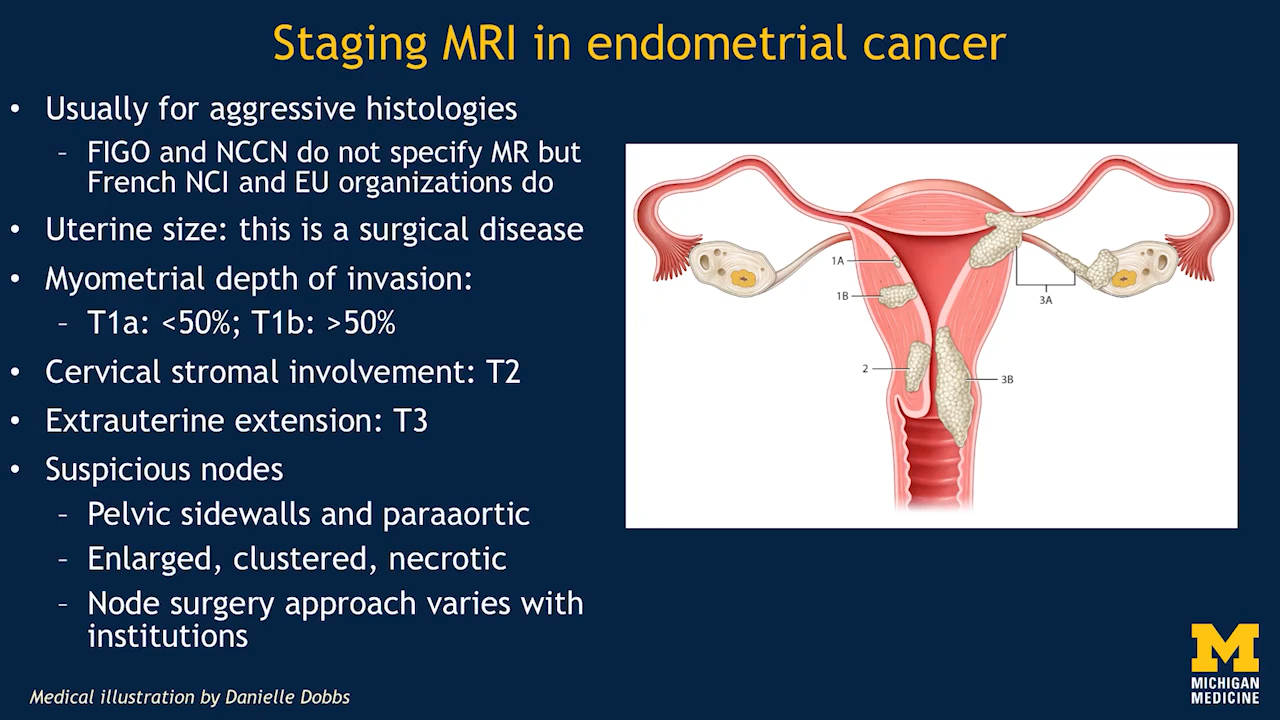 Staging MRI in endometrial cancer
• Usually for aggressive histologies
– FIGO and NCCN do not specify MR but
French NCI and EU organizations do
• Uterine size: this is a surgical disease
• Myometrial depth of invasion:
– T1a: <50%; T1b: >50%
• Cervical stromal involvement: T2
• Extrauterine extension: T3
• Suspicious nodes
– Pelvic sidewalls and paraaortic
– Enlarged, clustered, necrotic
– Node surgery approach varies with
institutions
1A
1B
2
3A
3B
Medical illustration by Danielle Dobbs
M
MICHIGAN
MEDICINE